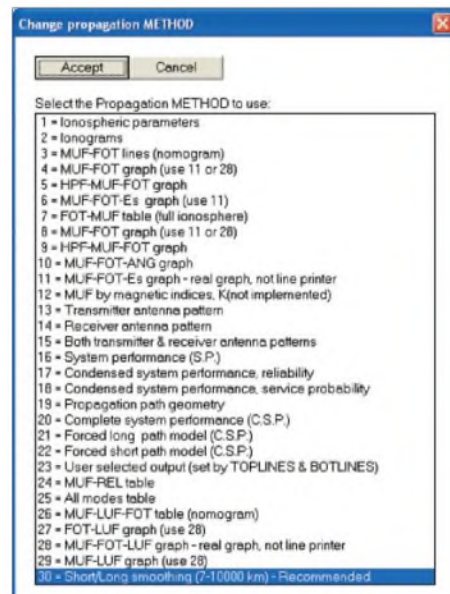 Change propagation METHOD
Accept Cancel
Select the Propagation METHOD to use:
1 = Ionospheric parameters
2 = Ionograms
3 = MUF-FOT lines (nomogram)
4 = MUF-FOT graph (use 11 or 28)
5 = HPF-MUF-FOT graph
6 = MUF-FOT-Es graph (use 11)
7 = FOT-MUF table (full ionosphere)
8 = MUF-FOT graph (use 11 or 28)
9 = HPF-MUF-FOT graph
10 = MUF-FOT-ANG graph
11 = MUF-FOT-Es graph - real graph, not line printer
12 = MUF by magnetic indices, K(not implemented)
13 = Transmitter antenna pattern
14 = Receiver antenna pattern
15 = Both transmitter & receiver antenna patterns
16 = System performance (S.P.)
17 = Condensed system performance, reliability
18 = Condensed system performance, service probability
19 = Propagation path geometry
20 = Complete system performance (C.S.P.)
21 = Forced long path model (C.S.P.)
22 = Forced short path model (C.S.P.)
23 = User selected output (set by TOPLINES & BOTLINES)
24 = MUF-REL table
25 = All modes table
26 = MUF-LUF-FOT table (nomogram)
27 = FOT-LUF graph (use 28)
28 = MUF-FOT-LUF graph - real graph, not line printer
29 = MUF-LUF graph (use 28)
30 = Short/Long smoothing (7-10000 km) - Recommended